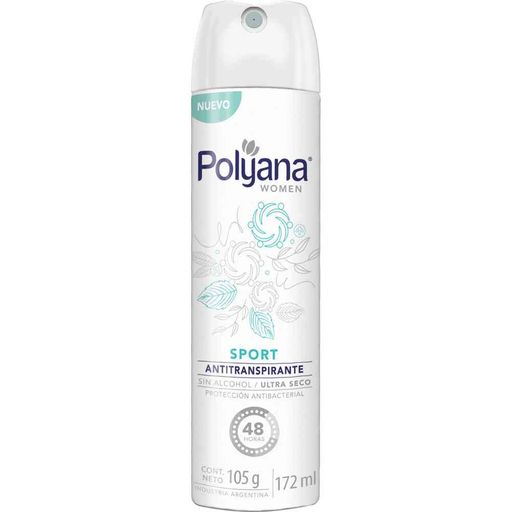 NUEVO
Polyana®
WOMEN
SPORT
ANTITRANSPIRANTE
SIN ALCOHOL / ULTRA SECO
PROTECCIÓN ANTIBACTERIAL
48
HORAS
CONT. NETO 105 g | 172 ml
INDUSTRIA ARGENTINA